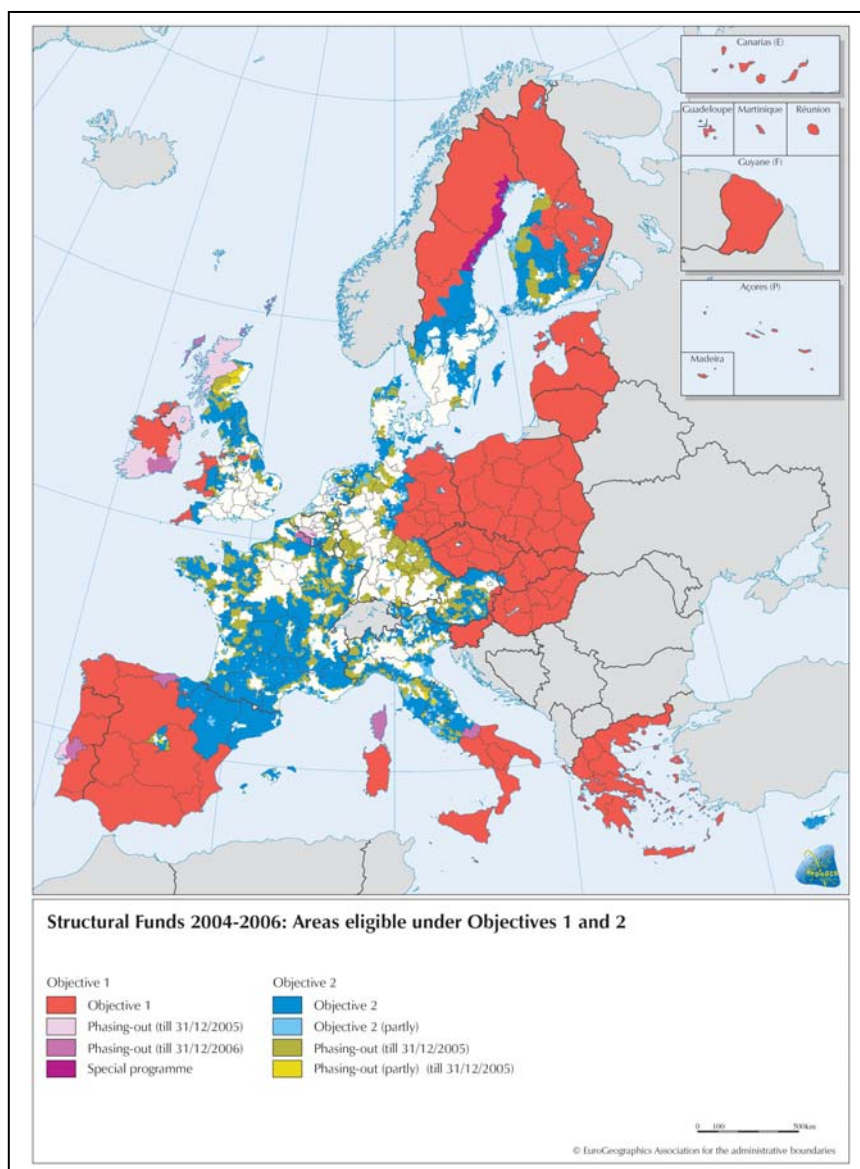 Canarias (E)
Guadeloupe Martinique Réunion
Guyane (F)
Açores (P)
Madeira
Structural Funds 2004-2006: Areas eligible under Objectives 1 and 2
Objective 1
Objective 1
Phasing-out (till 31/12/2005)
Phasing-out (till 31/12/2006)
Special programme
Objective 2
Objective 2
Objective 2 (partly)
Phasing-out (till 31/12/2005)
Phasing-out (partly) (till 31/12/2005)
0 100 500km
© EuroGeographics Association for the administrative boundaries